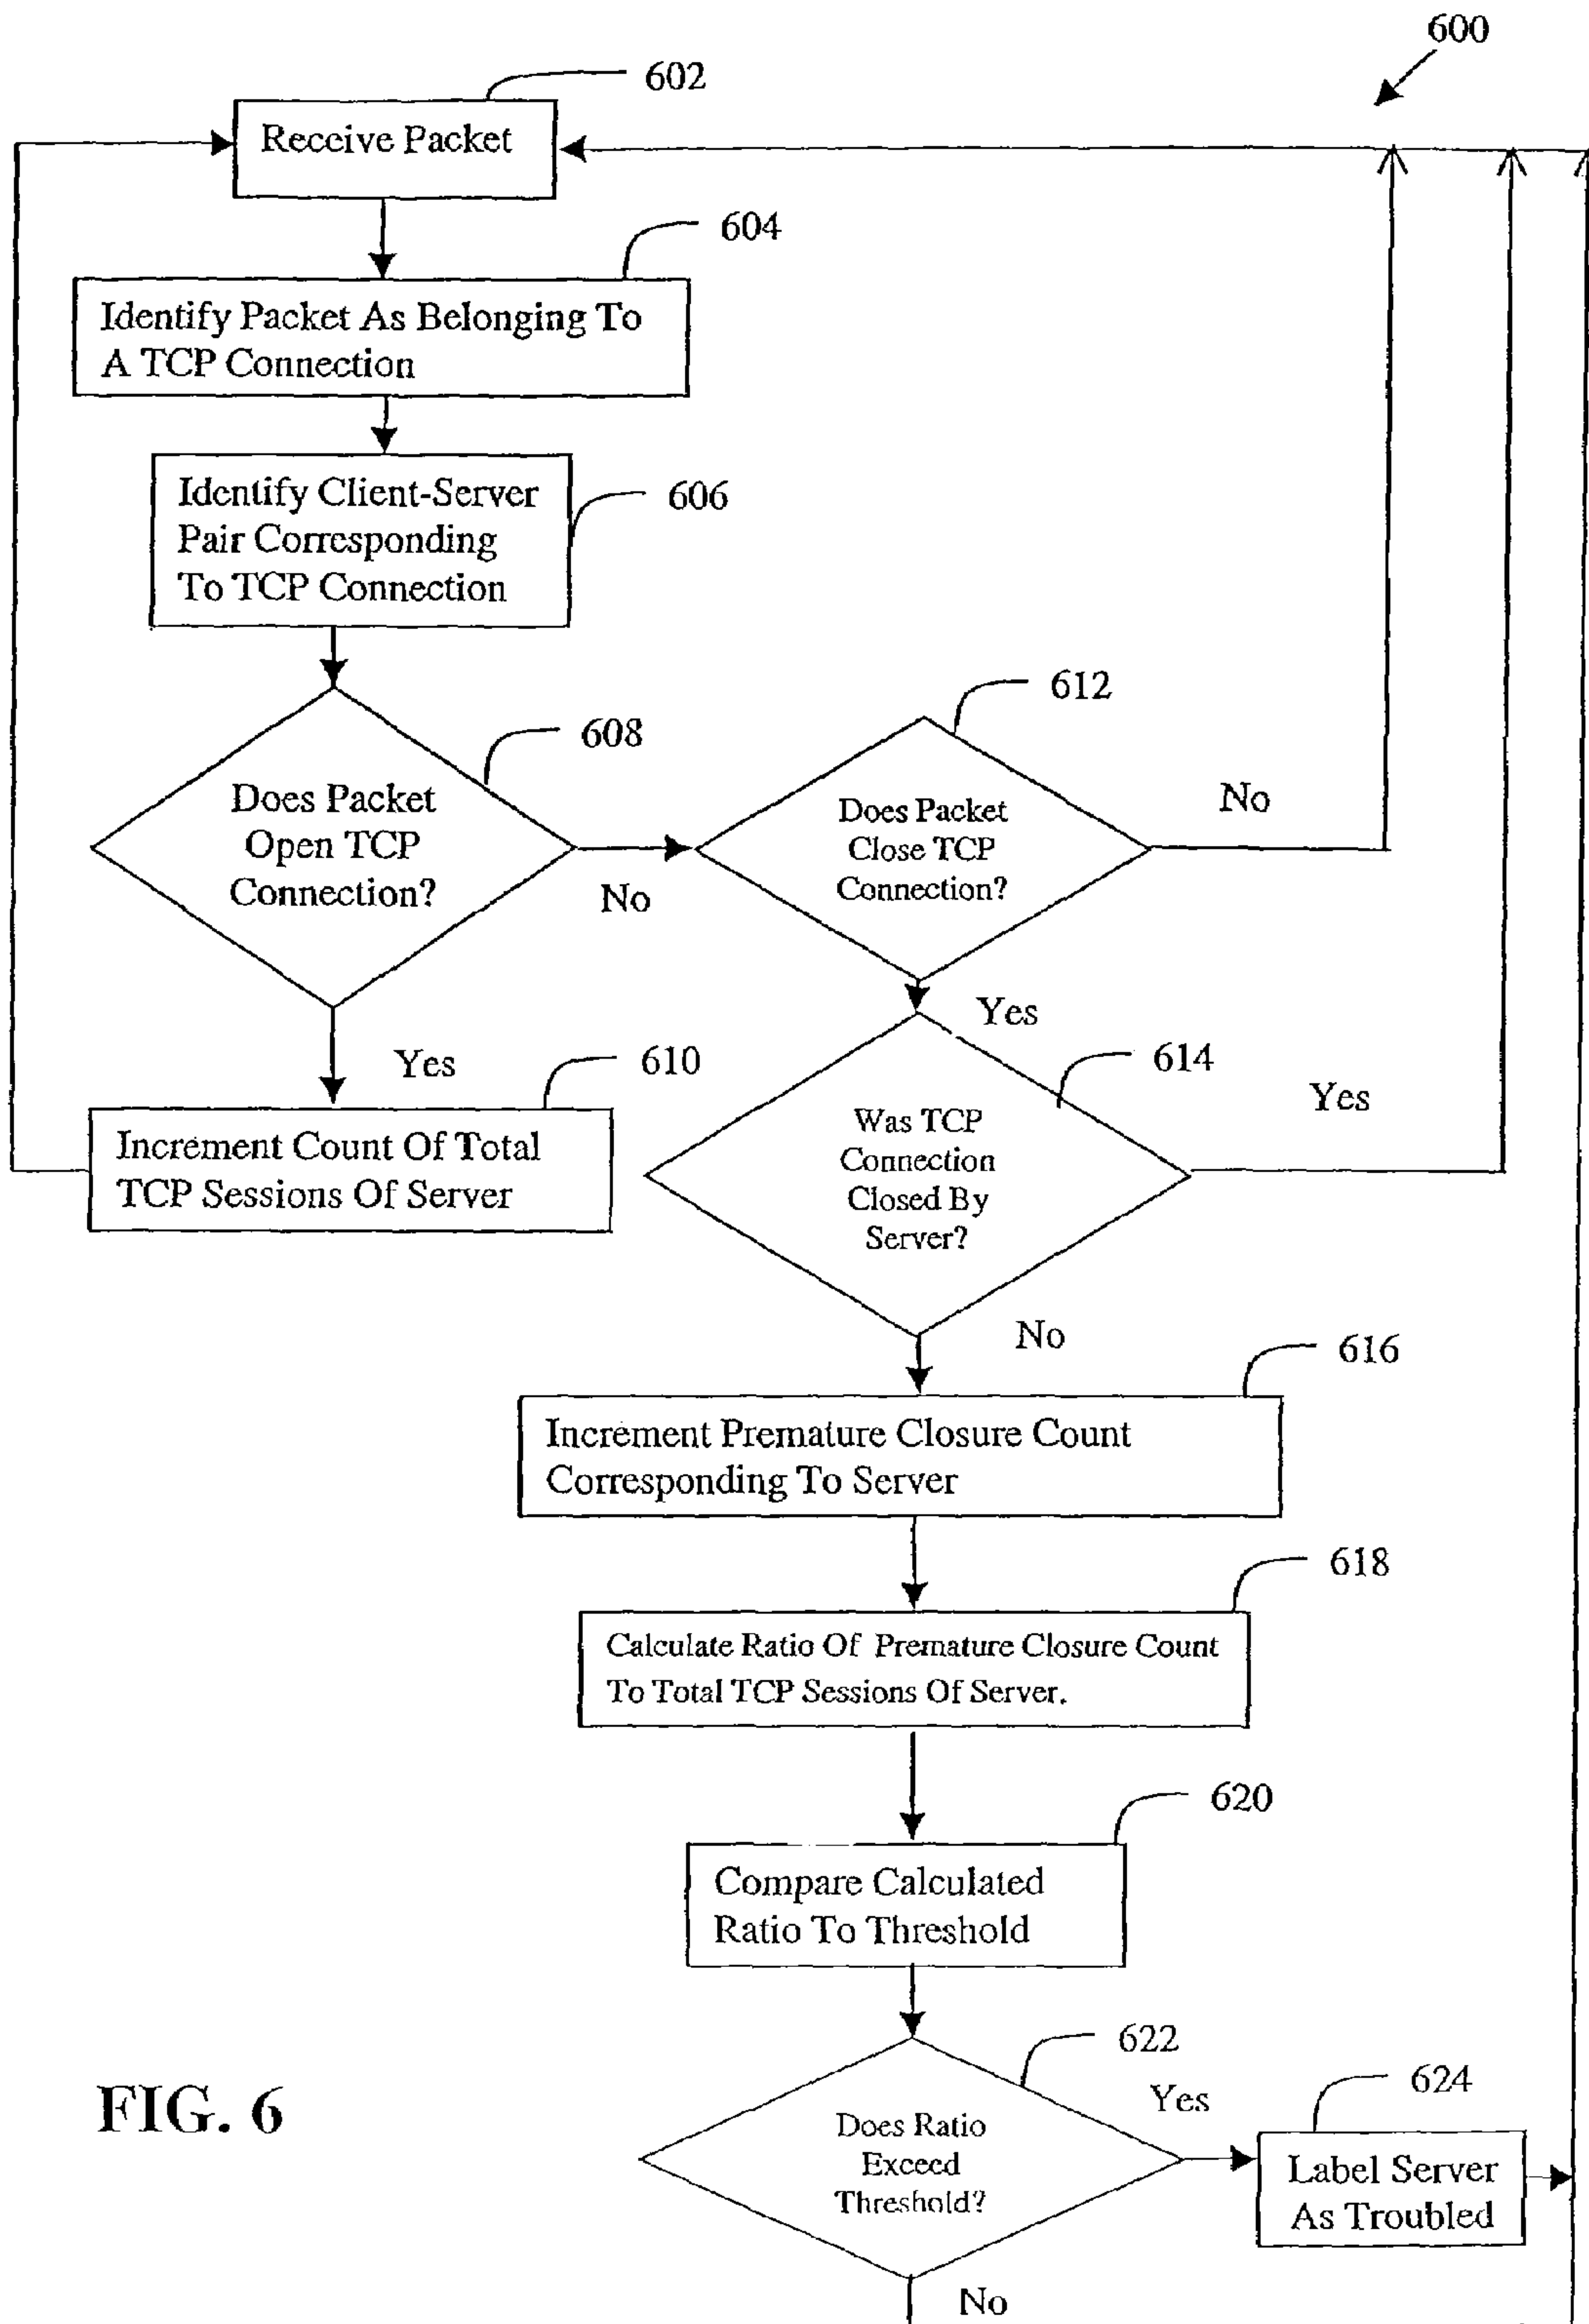 600
602
Receive Packet
604
Identify Packet As Belonging To
A TCP Connection
Identify Client-Server
Pair Corresponding
To TCP Connection
606
608
Does Packet
Open TCP
Connection?
No
612
Does Packet
Close TCP
Connection?
No
Yes
Yes
610
Increment Count Of Total
TCP Sessions Of Server
614
Was TCP
Connection
Closed By
Server?
Yes
No
616
Increment Premature Closure Count
Corresponding To Server
618
Calculate Ratio Of Premature Closure Count
To Total TCP Sessions Of Server.
620
Compare Calculated
Ratio To Threshold
622
Does Ratio
Exceed
Threshold?
Yes
624
Label Server
As Troubled
No
FIG. 6